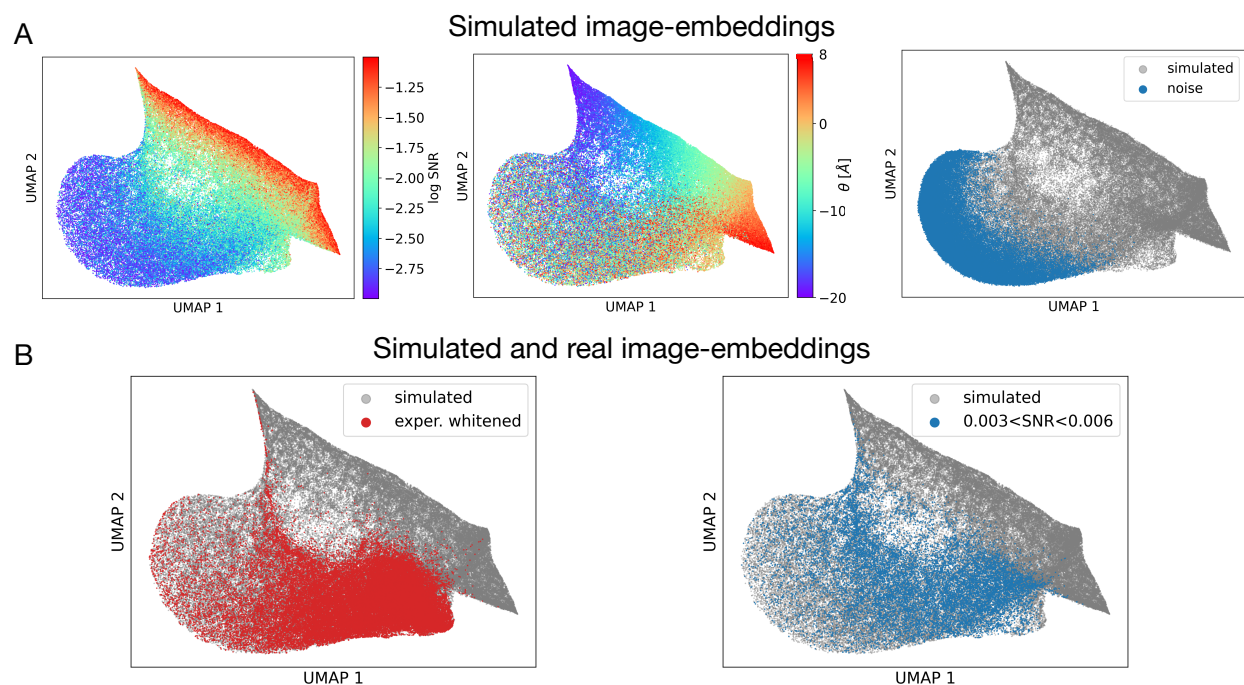 A
Simulated image-embeddings
UMAP 2
UMAP 1
−1.25
−1.50
−1.75
−2.00
−2.25
−2.50
−2.75
log SNR
UMAP 2
UMAP 1
8
0
−10
−20
θ [Å]
UMAP 2
UMAP 1
simulated
noise
B
Simulated and real image-embeddings
UMAP 2
UMAP 1
simulated
exper. whitened
UMAP 2
UMAP 1
simulated
0.003<SNR<0.006